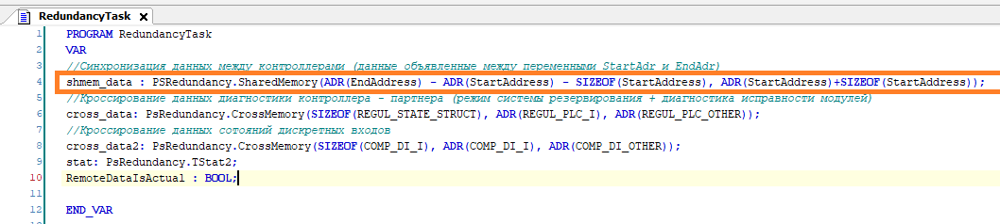 RedundancyTask
1 PROGRAM RedundancyTask
2 VAR
3 //Синхронизация данных между контроллерами (данные объявленные между переменными StartAdr и EndAdr)
4 shmem_data : PSRedundancy.SharedMemory(ADR(EndAddress) - ADR(StartAddress) - SIZEOF(StartAddress), ADR(StartAddress)+SIZEOF(StartAddress));
5 //Кроссирование данных диагностики контроллера - партнера (режим системы резервирования + диагностика исправности модулей)
6 cross_data: PsRedundancy.CrossMemory(SIZEOF(REGUL_STATE_STRUCT), ADR(REGUL_PLC_I), ADR(REGUL_PLC_OTHER));
7 //Кроссирование данных сотояний дискретных входов
8 cross_data2: PsRedundancy.CrossMemory(SIZEOF(COMP_DI_I), ADR(COMP_DI_I), ADR(COMP_DI_OTHER));
9 stat: PsRedundancy.TStat2;
10 RemoteDataIsActual : BOOL;
11
12 END_VAR